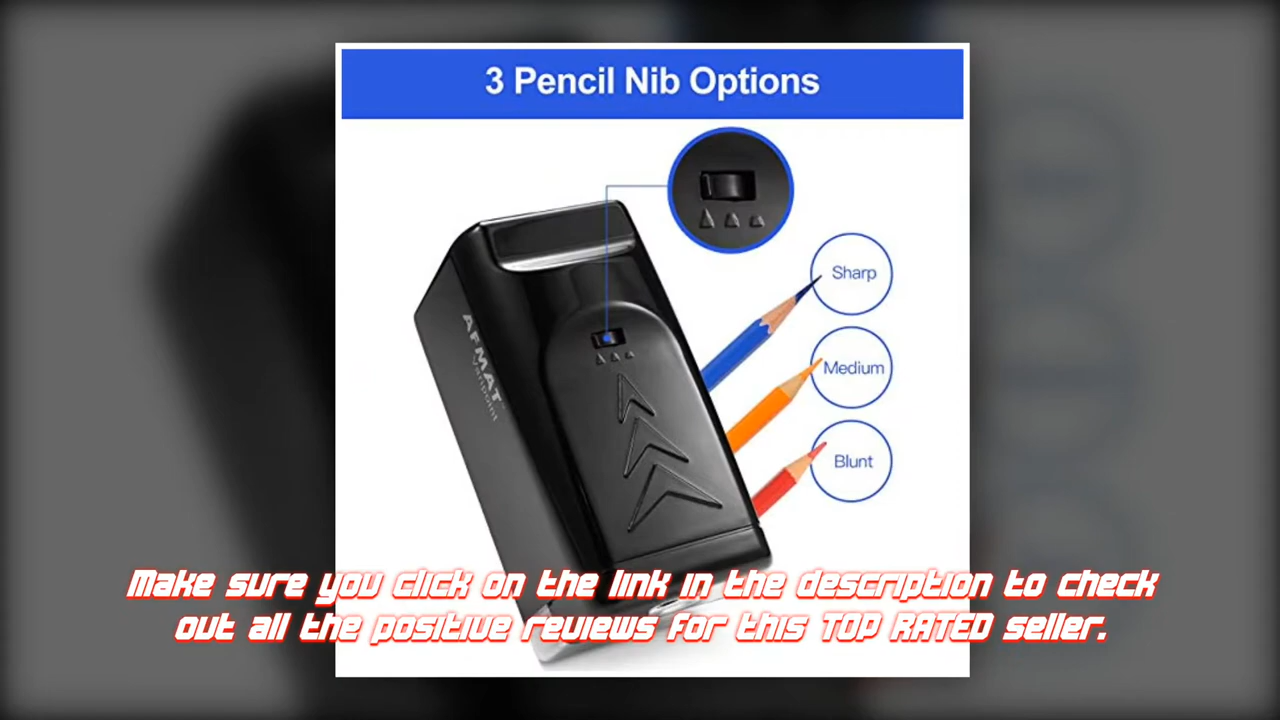 3 Pencil Nib Options
Sharp
AFMAT
Varipoint
Medium
Blunt
Make sure you click on the link in the description to check
out all the positive reviews for this TOP RATED seller.